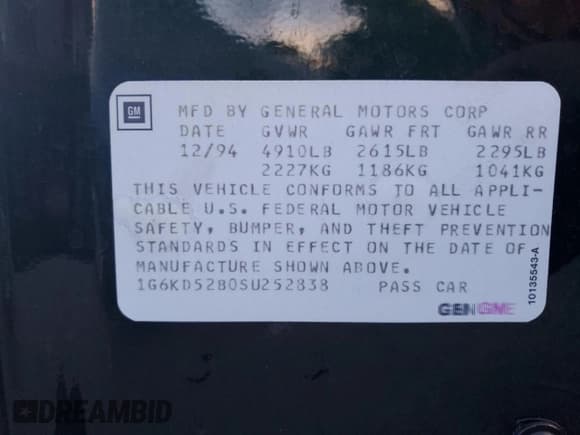 GM
MFD BY GENERAL MOTORS CORP
DATE GVWR GAWR FRT GAWR RR
12/94 4910LB 2615LB 2295LB
2227KG 1186KG 1041KG
THIS VEHICLE CONFORMS TO ALL APPLI-
CABLE U.S. FEDERAL MOTOR VEHICLE
SAFETY, BUMPER, AND THEFT PREVENTION
STANDARDS IN EFFECT ON THE DATE OF
MANUFACTURE SHOWN ABOVE.
1G6KD52B0SU252838 PASS CAR
10135543-A
DREAMBID